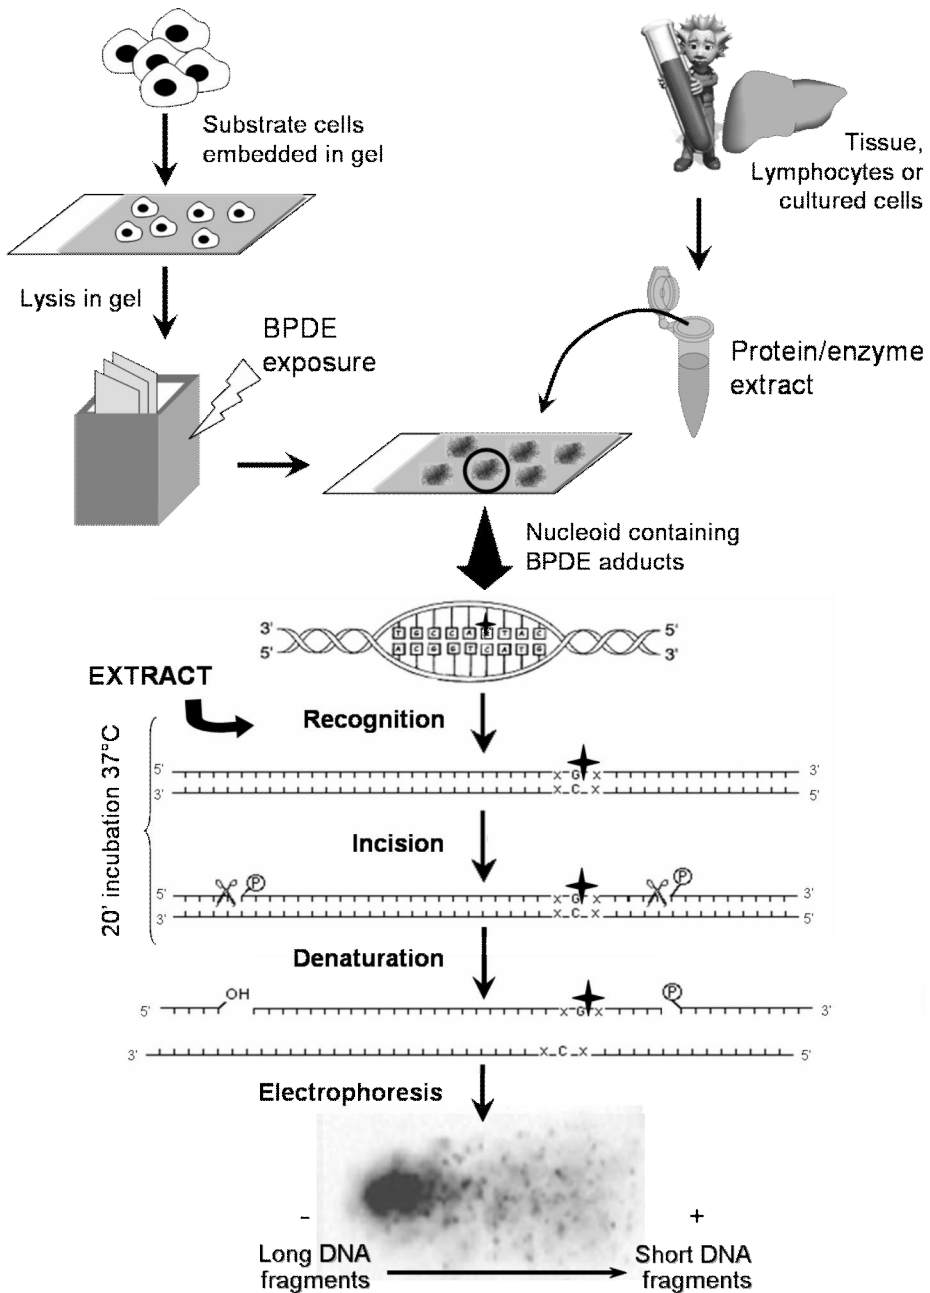 Substrate cells
embedded in gel
Tissue,
Lymphocytes or
cultured cells
Lysis in gel
BPDE
exposure
Protein/enzyme
extract
Nucleoid containing
BPDE adducts
3' T G C C A G T A C 5'
5' A C G G T C A T G 3'
EXTRACT
20' incubation 37°C
Recognition
5' x G x 3'
3' x C x 5'
Incision
5' P x G x P 3'
3' x C x 5'
Denaturation
5' OH x G x P 3'
3' x C x 5'
Electrophoresis
- +
Long DNA
fragments
Short DNA
fragments